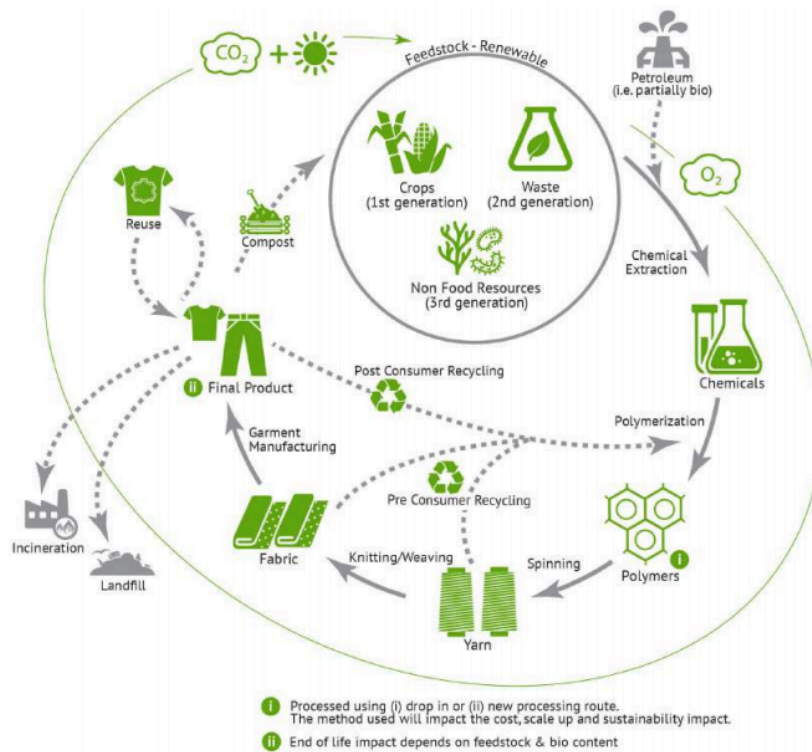 CO2
Feedstock - Renewable
Petroleum
(i.e. partially bio)
O2
Crops
(1st generation)
Waste
(2nd generation)
Reuse
Compost
Non Food Resources
(3rd generation)
Chemical
Extraction
Chemicals
ii Final Product
Post Consumer Recycling
Polymerization
Garment
Manufacturing
Pre Consumer Recycling
Incineration
Landfill
Fabric
Knitting/Weaving
Spinning
Polymers i
Yarn
i Processed using (i) drop in or (ii) new processing route.
The method used will impact the cost, scale up and sustainability impact.
ii End of life impact depends on feedstock & bio content